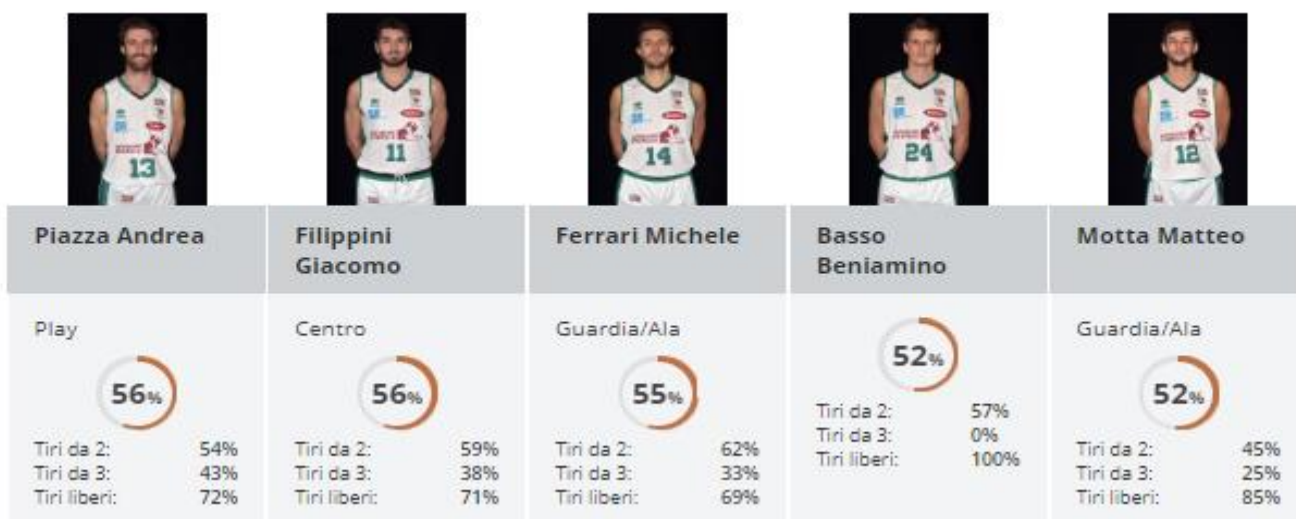 13
11
14
24
12
Piazza Andrea
Filippini
Giacomo
Ferrari Michele
Basso
Beniamino
Motta Matteo
Play
56%
Tiri da 2: 54%
Tiri da 3: 43%
Tiri liberi: 72%
Centro
56%
Tiri da 2: 59%
Tiri da 3: 38%
Tiri liberi: 71%
Guardia/Ala
55%
Tiri da 2: 62%
Tiri da 3: 33%
Tiri liberi: 69%
52%
Tiri da 2: 57%
Tiri da 3: 0%
Tiri liberi: 100%
Guardia/Ala
52%
Tiri da 2: 45%
Tiri da 3: 25%
Tiri liberi: 85%